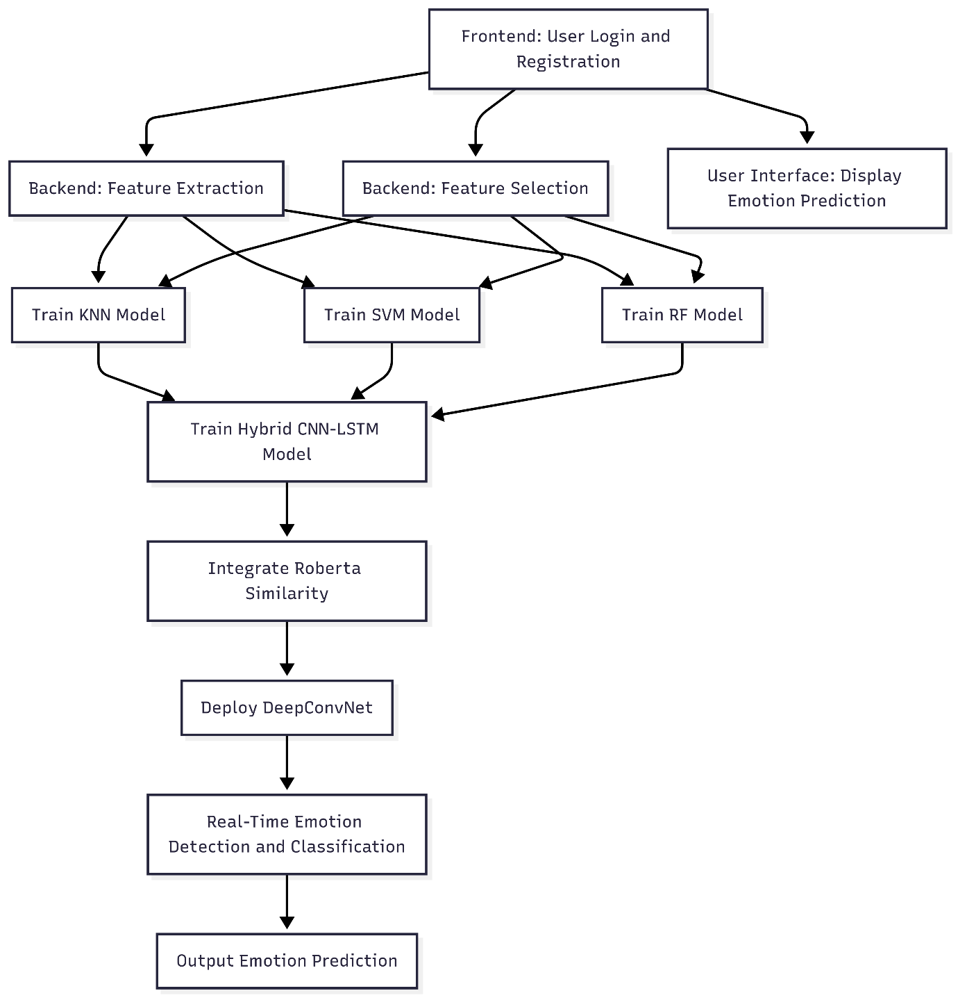 Frontend: User Login and
Registration
Backend: Feature Extraction
Backend: Feature Selection
User Interface: Display
Emotion Prediction
Train KNN Model
Train SVM Model
Train RF Model
Train Hybrid CNN-LSTM
Model
Integrate Roberta
Similarity
Deploy DeepConvNet
Real-Time Emotion
Detection and Classification
Output Emotion Prediction